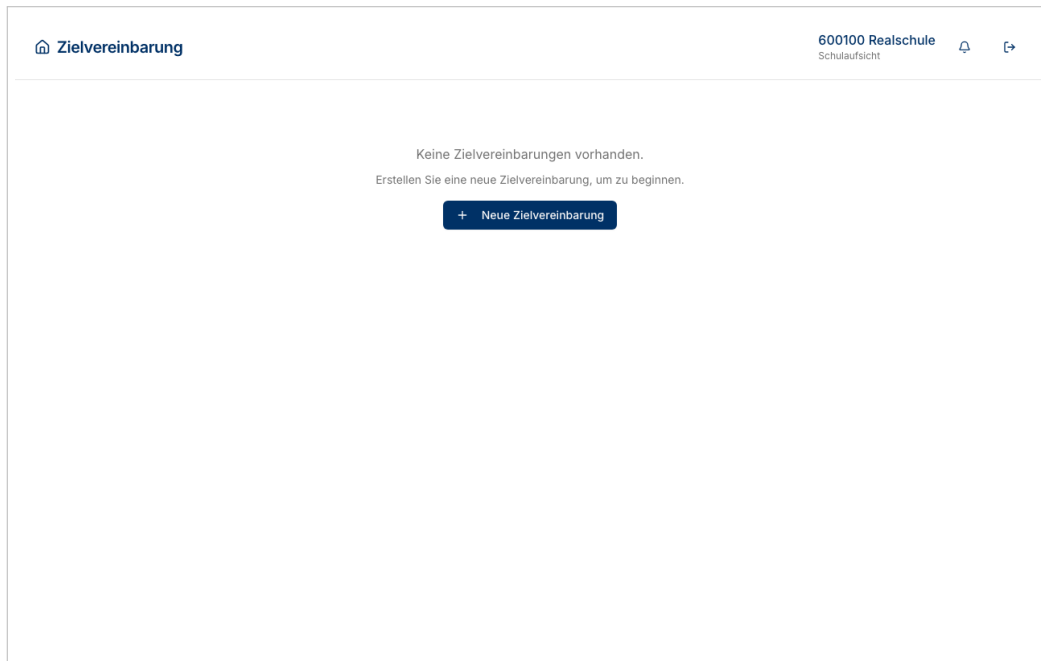 Zielvereinbarung
600100 Realschule
Schulaufsicht
Keine Zielvereinbarungen vorhanden.
Erstellen Sie eine neue Zielvereinbarung, um zu beginnen.
+ Neue Zielvereinbarung